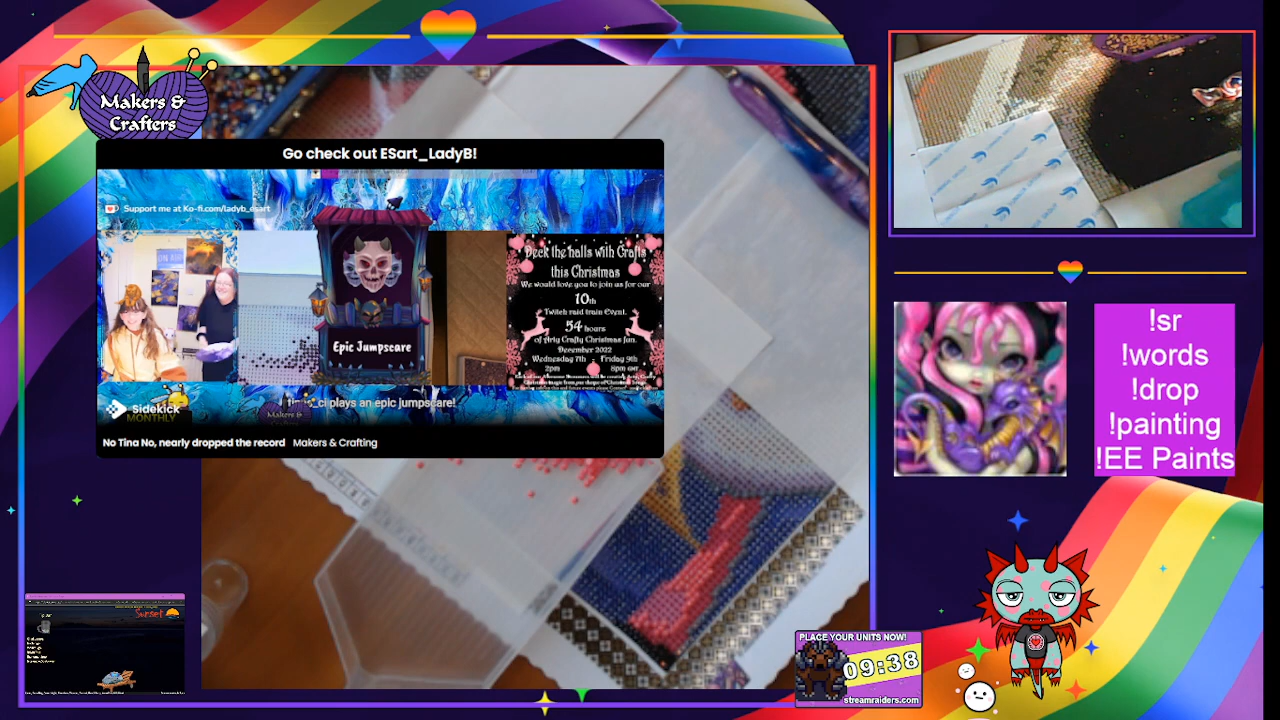 Makers &
Crafters
Go check out ESart_LadyB!
Support me at Ko-fi.com/ladyb_esart
Deck the halls with Crafts
this Christmas
We would love you to join us for our
10th
Twitch raid train Event.
54 hours
of Arty Crafty Christmas fun.
December 2022
Wednesday 7th - Friday 9th
2pm 8pm GMT
Epic Jumpscare
plays an epic jumpscare!
Sidekick
MONTHLY
Makers &
No Tina No, nearly dropped the record Makers & Crafting
!sr
!words
!drop
!painting
!EE Paints
Sunset
PLACE YOUR UNITS NOW!
09:38
streamraiders.com